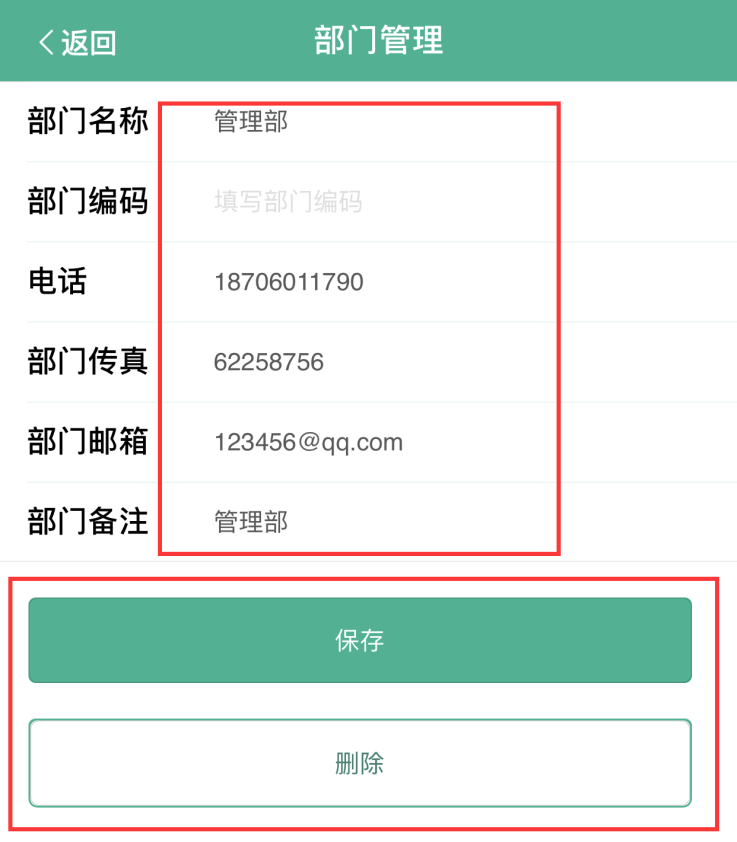 返回 部门管理
部门名称 管理部
部门编码 填写部门编码
电话 18706011790
部门传真 62258756
部门邮箱 123456@qq.com
部门备注 管理部
保存
删除